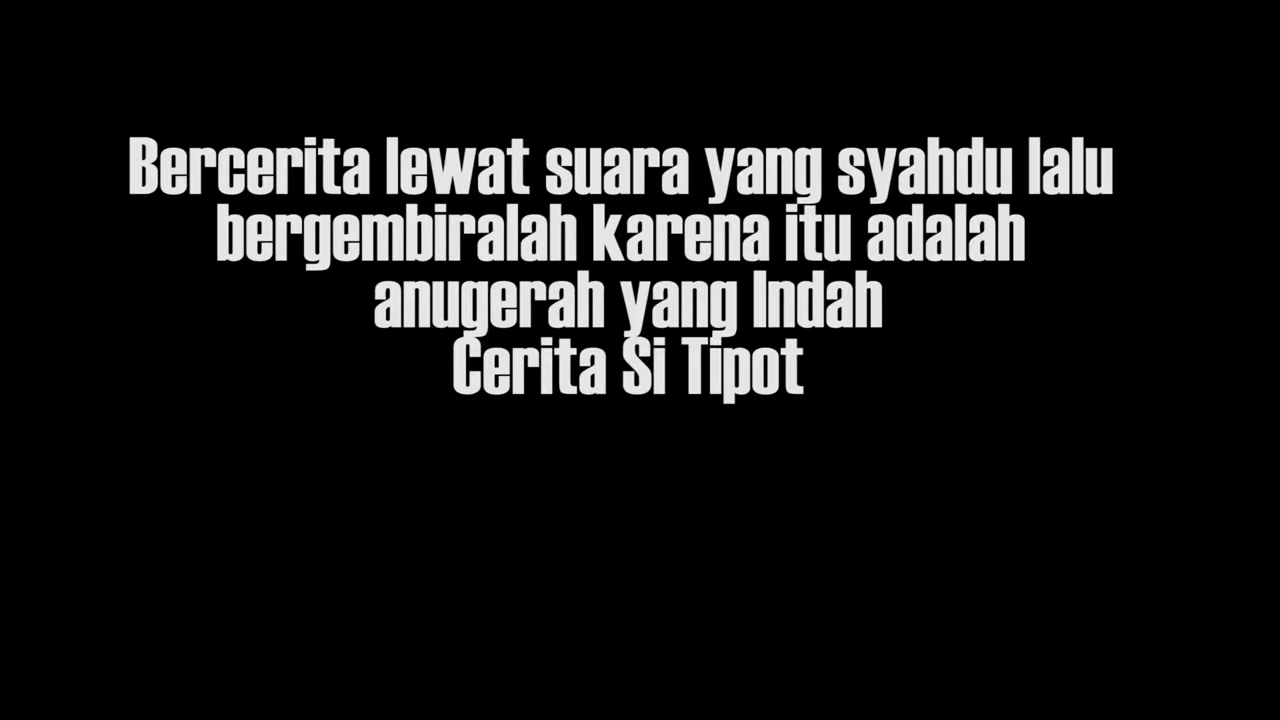 Bercerita lewat suara yang syahdu lalu
bergembiralah karena itu adalah
anugerah yang Indah
Cerita Si Tipot